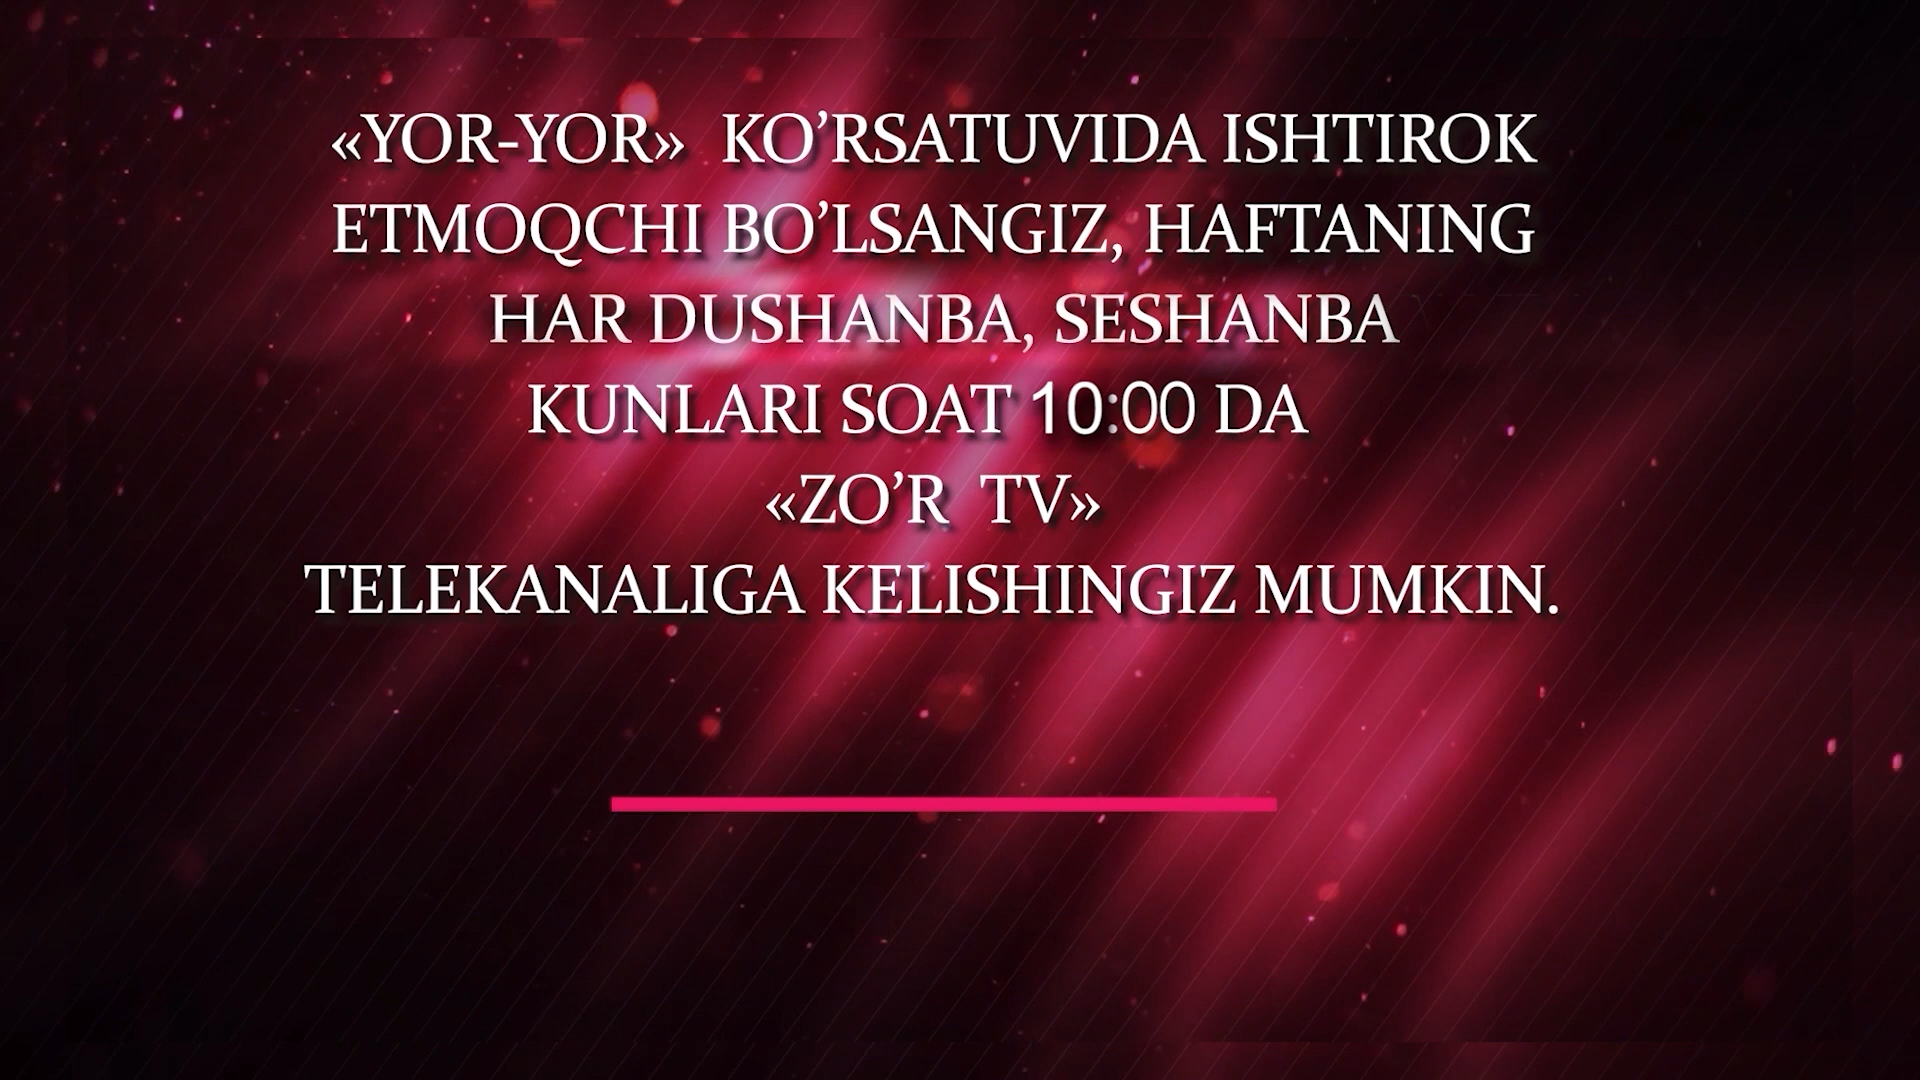 «YOR-YOR» KO’RSATUVIDA ISHTIROK
ETMOQCHI BO’LSANGIZ, HAFTANING
HAR DUSHANBA, SESHANBA
KUNLARI SOAT 10:00 DA
«ZO’R TV»
TELEKANALIGA KELISHINGIZ MUMKIN.